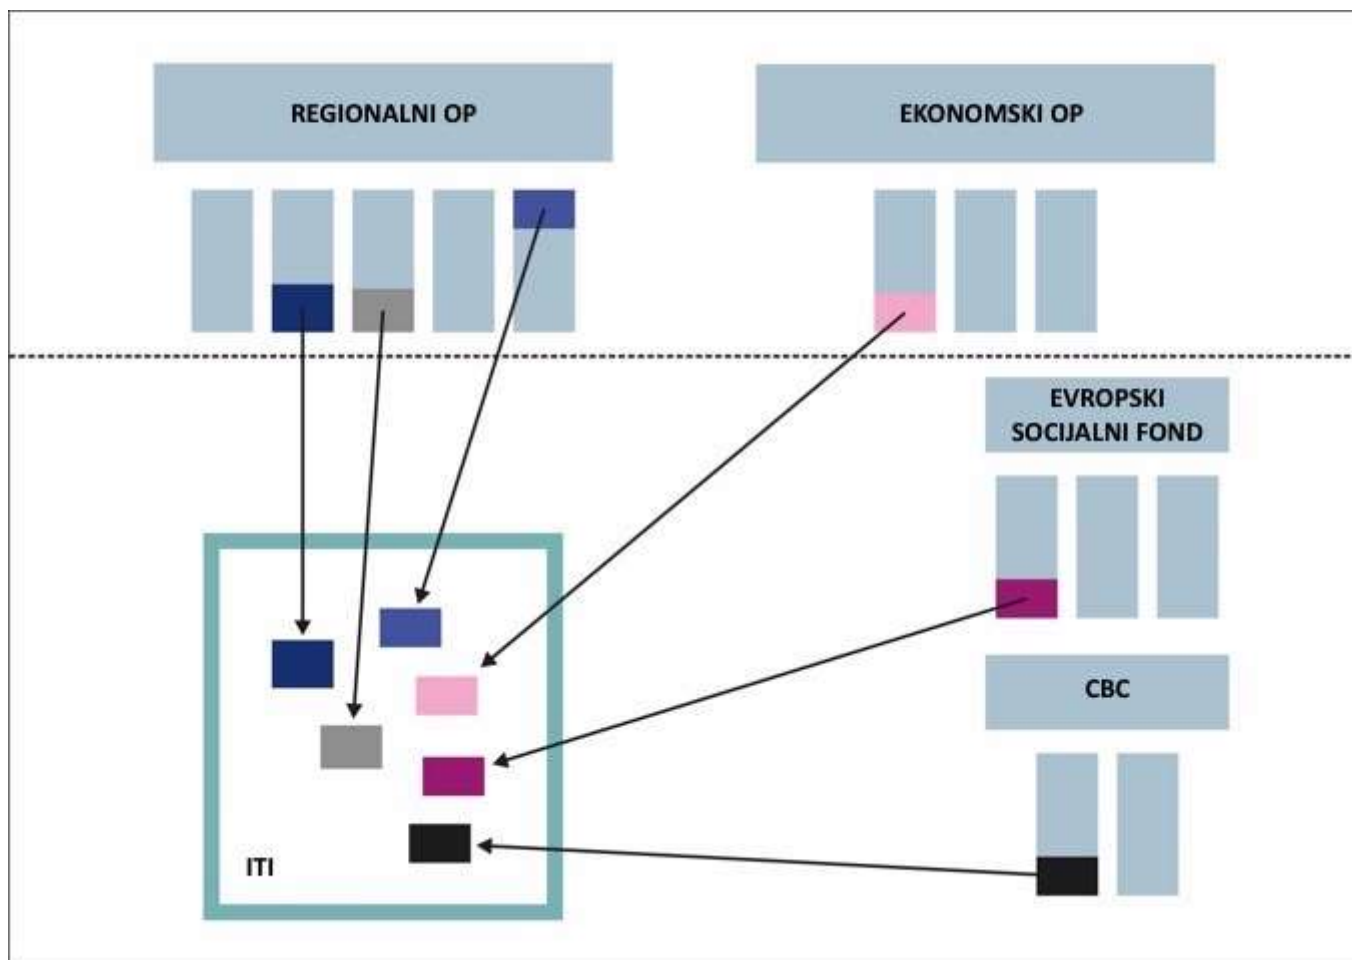 REGIONALNI OP
EKONOMSKI OP
EVROPSKI
SOCIJALNI FOND
CBC
ITI